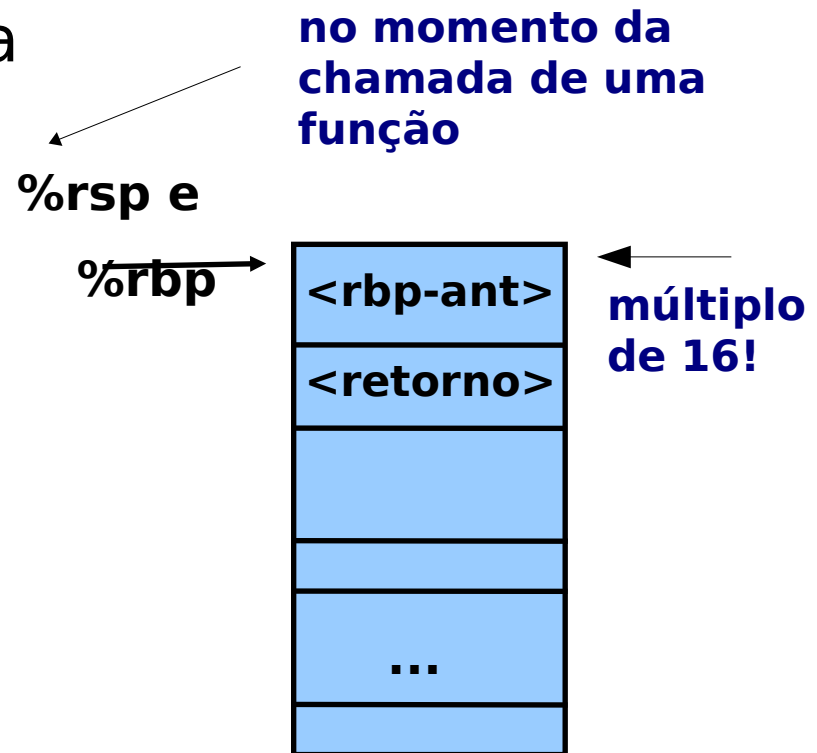 a
no momento da
chamada de uma
função
%rsp e
%rbp
<rbp-ant>
múltiplo
de 16!
<retorno>
...